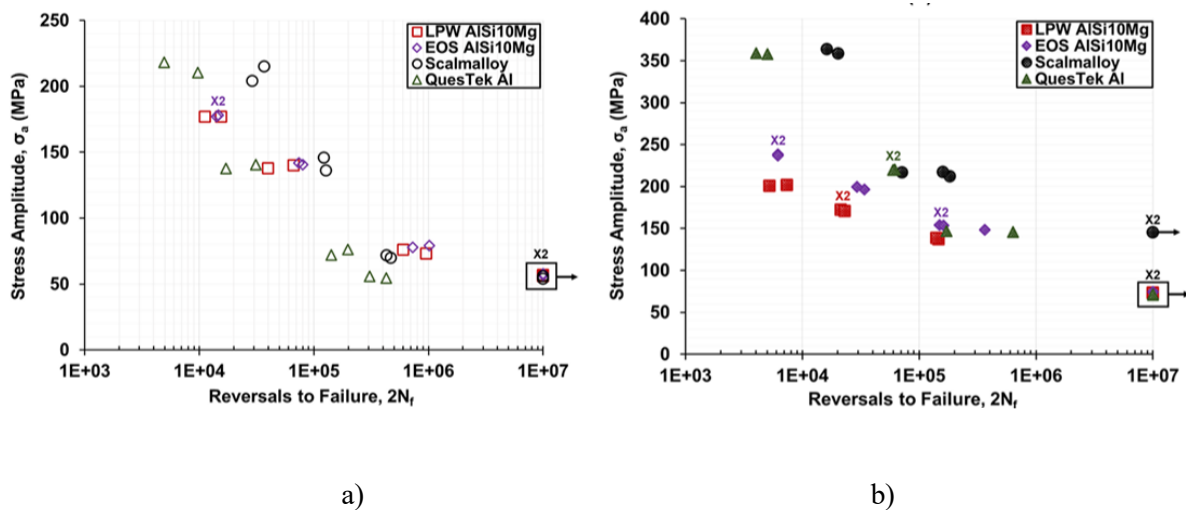 250
200
150
100
50
0
Stress Amplitude, σa (MPa)
LPW AlSi10Mg
EOS AlSi10Mg
Scalmalloy
QuesTek Al
X2
X2
1E+03 1E+04 1E+05 1E+06 1E+07
Reversals to Failure, 2Nf
a)
400
350
300
250
200
150
100
50
0
Stress Amplitude, σa (MPa)
LPW AlSi10Mg
EOS AlSi10Mg
Scalmalloy
QuesTek Al
X2
X2
X2
X2
X2
X2
1E+03 1E+04 1E+05 1E+06 1E+07
Reversals to Failure, 2Nf
b)